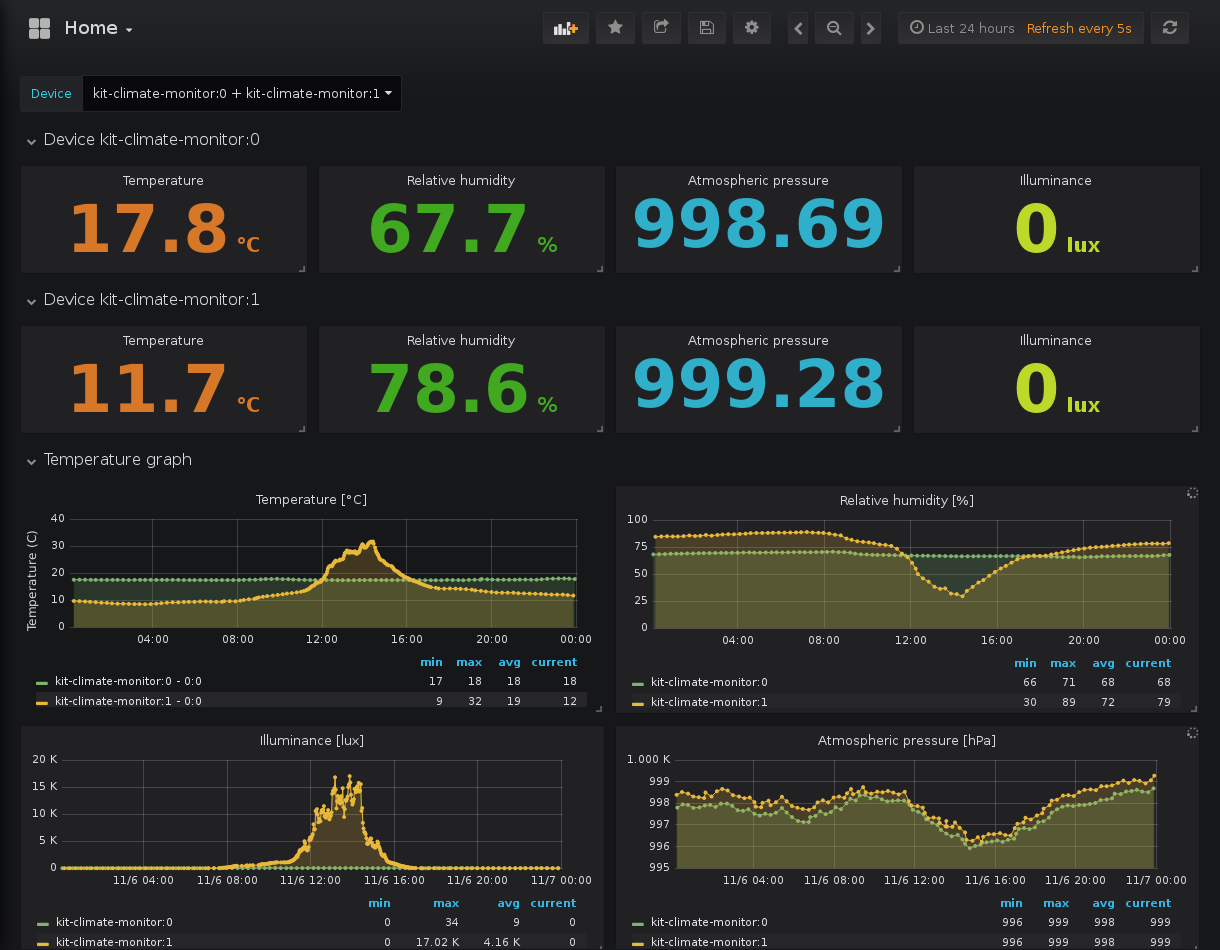 Home
Last 24 hours Refresh every 5s
Device kit-climate-monitor:0 + kit-climate-monitor:1
Device kit-climate-monitor:0
Temperature Relative humidity Atmospheric pressure Illuminance
17.8 °C 67.7 % 998.69 0 lux
Device kit-climate-monitor:1
Temperature Relative humidity Atmospheric pressure Illuminance
11.7 °C 78.6 % 999.28 0 lux
Temperature graph
Temperature [°C]
Temperature (C)
40
30
20
10
0
04:00 08:00 12:00 16:00 20:00 00:00
min max avg current
kit-climate-monitor:0 - 0:0 17 18 18 18
kit-climate-monitor:1 - 0:0 9 32 19 12
Relative humidity [%]
100
75
50
25
0
04:00 08:00 12:00 16:00 20:00 00:00
min max avg current
kit-climate-monitor:0 66 71 68 68
kit-climate-monitor:1 30 89 72 79
Illuminance [lux]
20 K
15 K
10 K
5 K
0
11/6 04:00 11/6 08:00 11/6 12:00 11/6 16:00 11/6 20:00 11/7 00:00
min max avg current
kit-climate-monitor:0 0 34 9 0
kit-climate-monitor:1 0 17.02 K 4.16 K 0
Atmospheric pressure [hPa]
1.000 K
999
998
997
996
995
11/6 04:00 11/6 08:00 11/6 12:00 11/6 16:00 11/6 20:00 11/7 00:00
min max avg current
kit-climate-monitor:0 996 999 998 999
kit-climate-monitor:1 996 999 998 999